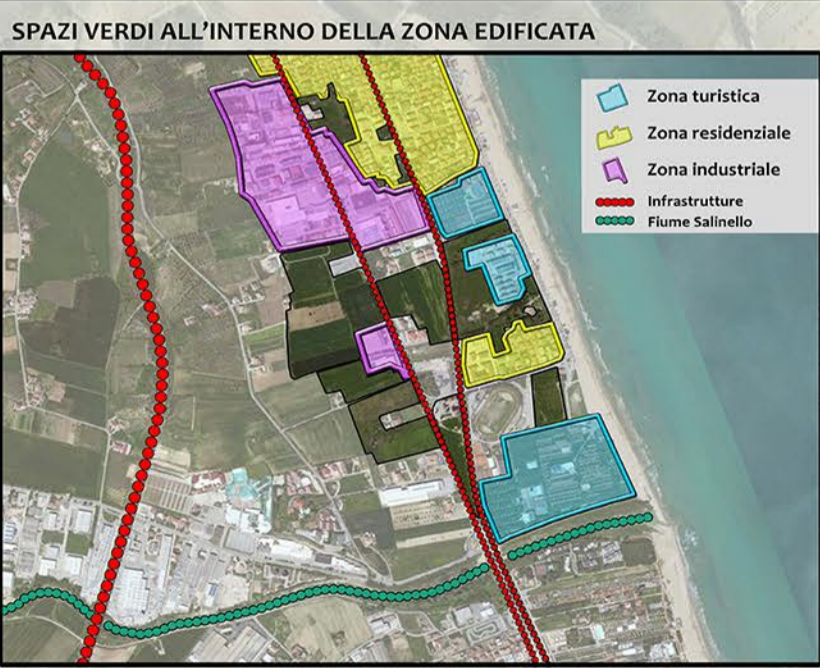 SPAZI VERDI ALL'INTERNO DELLA ZONA EDIFICATA
Zona turistica
Zona residenziale
Zona industriale
Infrastrutture
Fiume Salinello